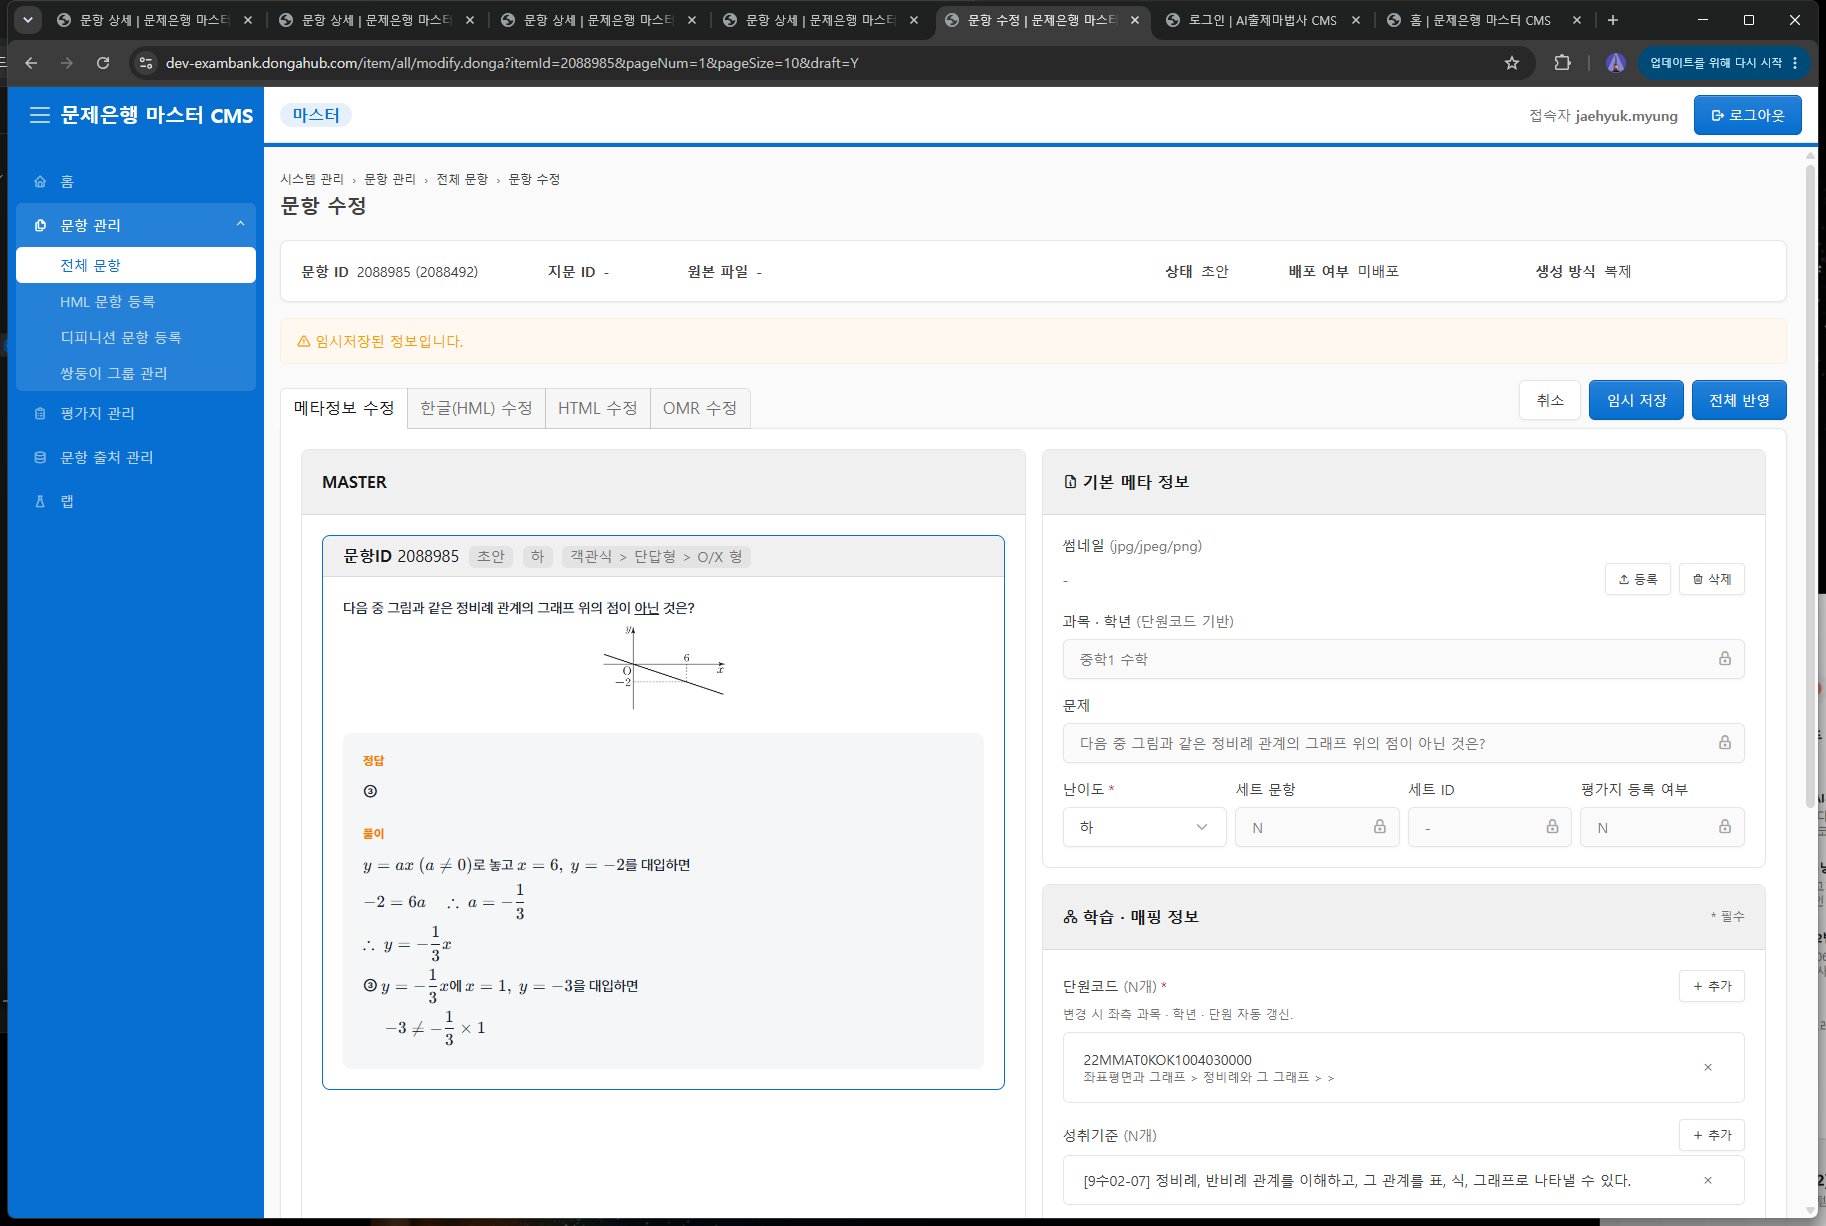 문항 상세 | 문제은행 마스터
문항 상세 | 문제은행 마스터
문항 상세 | 문제은행 마스터
문항 상세 | 문제은행 마스터
문항 수정 | 문제은행 마스터
로그인 | AI출제마법사 CMS
홈 | 문제은행 마스터 CMS
dev-exambank.dongahub.com/item/all/modify.donga?itemId=2088985&pageNum=1&pageSize=10&draft=Y
업데이트를 위해 다시 시작
문제은행 마스터 CMS
마스터
접속자 jaehyuk.myung
로그아웃
홈
문항 관리
전체 문항
HML 문항 등록
디피니션 문항 등록
쌍둥이 그룹 관리
평가지 관리
문항 출처 관리
랩
시스템 관리 › 문항 관리 › 전체 문항 › 문항 수정
문항 수정
문항 ID 2088985 (2088492)
지문 ID -
원본 파일 -
상태 초안
배포 여부 미배포
생성 방식 복제
임시저장된 정보입니다.
메타정보 수정
한글(HML) 수정
HTML 수정
OMR 수정
취소
임시 저장
전체 반영
MASTER
문항ID 2088985 초안 하 객관식 > 단답형 > O/X 형
다음 중 그림과 같은 정비례 관계의 그래프 위의 점이 아닌 것은?
y
6
O
x
−2
정답
③
풀이
y = ax (a ≠ 0)로 놓고 x = 6, y = −2를 대입하면
−2 = 6a ∴ a = −1/3
∴ y = −1/3x
③ y = −1/3x에 x = 1, y = −3을 대입하면
−3 ≠ −1/3 × 1
기본 메타 정보
썸네일 (jpg/jpeg/png)
-
등록
삭제
과목 · 학년 (단원코드 기반)
중학1 수학
문제
다음 중 그림과 같은 정비례 관계의 그래프 위의 점이 아닌 것은?
난이도 *
세트 문항
세트 ID
평가지 등록 여부
하
N
-
N
학습 · 매핑 정보
* 필수
단원코드 (N개) *
+ 추가
변경 시 좌측 과목 · 학년 · 단원 자동 갱신.
22MMAT0KOK1004030000
좌표평면과 그래프 > 정비례와 그 그래프 > >
성취기준 (N개)
+ 추가
[9수02-07] 정비례, 반비례 관계를 이해하고, 그 관계를 표, 식, 그래프로 나타낼 수 있다.